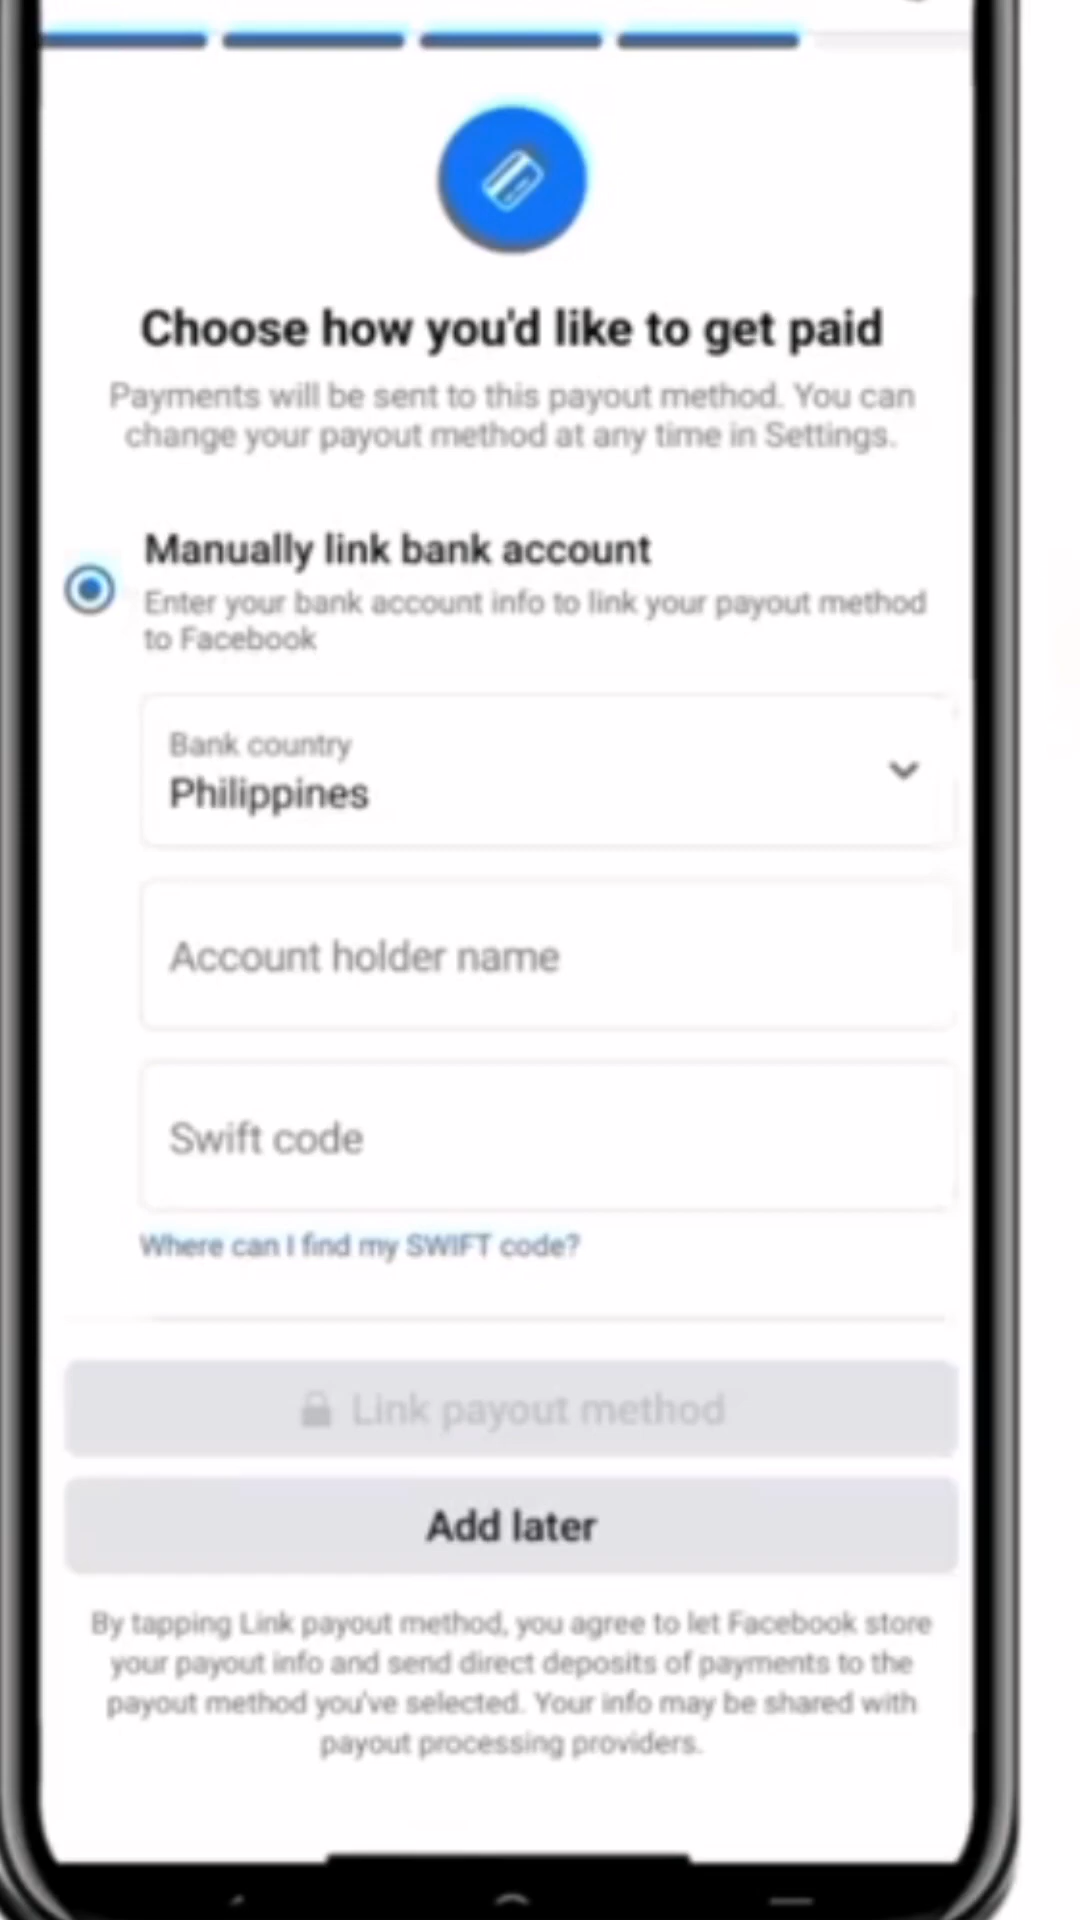 Choose how you'd like to get paid
Payments will be sent to this payout method. You can
change your payout method at any time in Settings.
Manually link bank account
Enter your bank account info to link your payout method
to Facebook
Bank country
Philippines
Account holder name
Swift code
Where can I find my SWIFT code?
Link payout method
Add later
By tapping Link payout method, you agree to let Facebook store
your payout info and send direct deposits of payments to the
payout method you've selected. Your info may be shared with
payout processing providers.